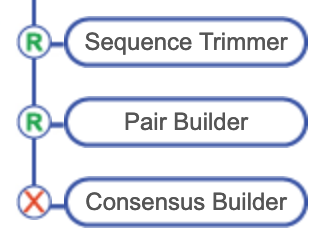 R Sequence Trimmer
R Pair Builder
X Consensus Builder